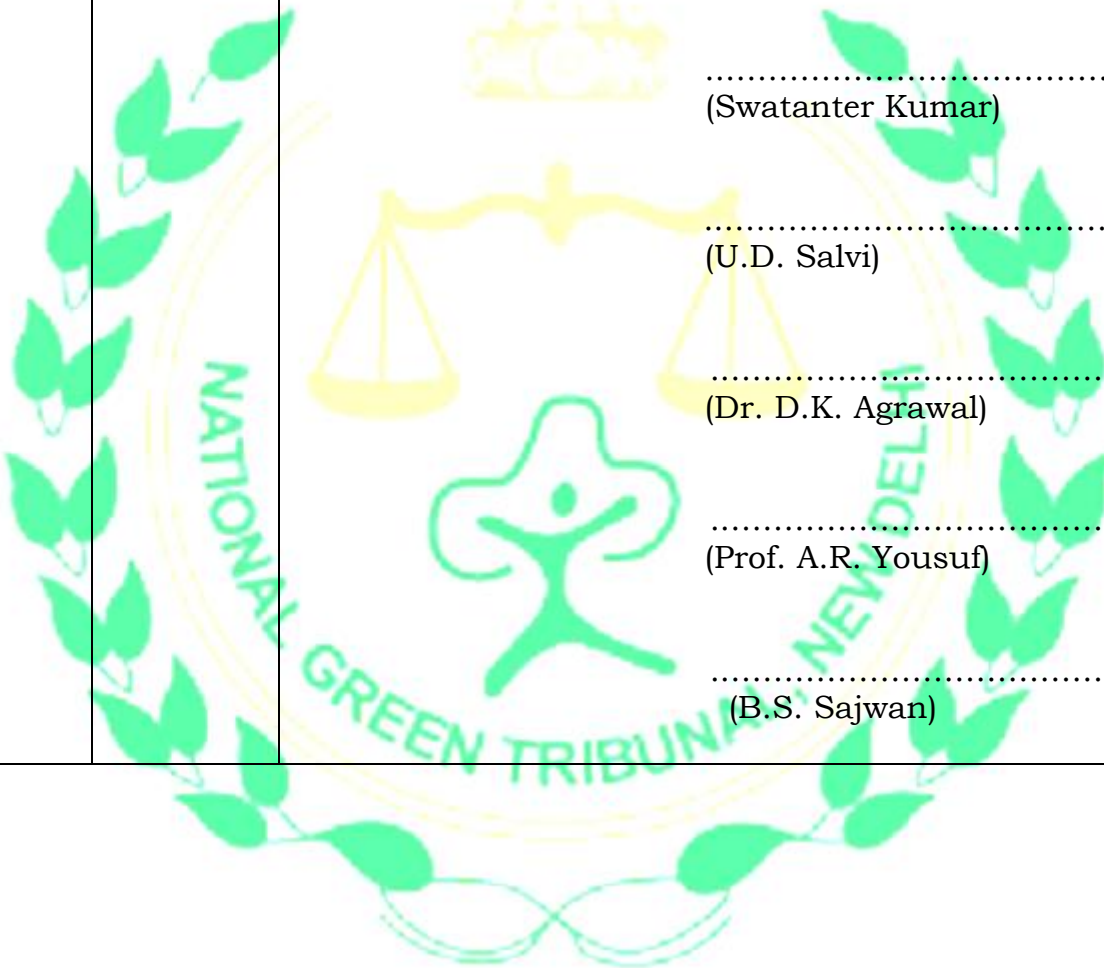 ....................................
(Swatanter Kumar)
....................................
(U.D. Salvi)
....................................
(Dr. D.K. Agrawal)
....................................
(Prof. A.R. Yousuf)
....................................
(B.S. Sajwan)
NATIONAL GREEN TRIBUNAL, NEW DELHI